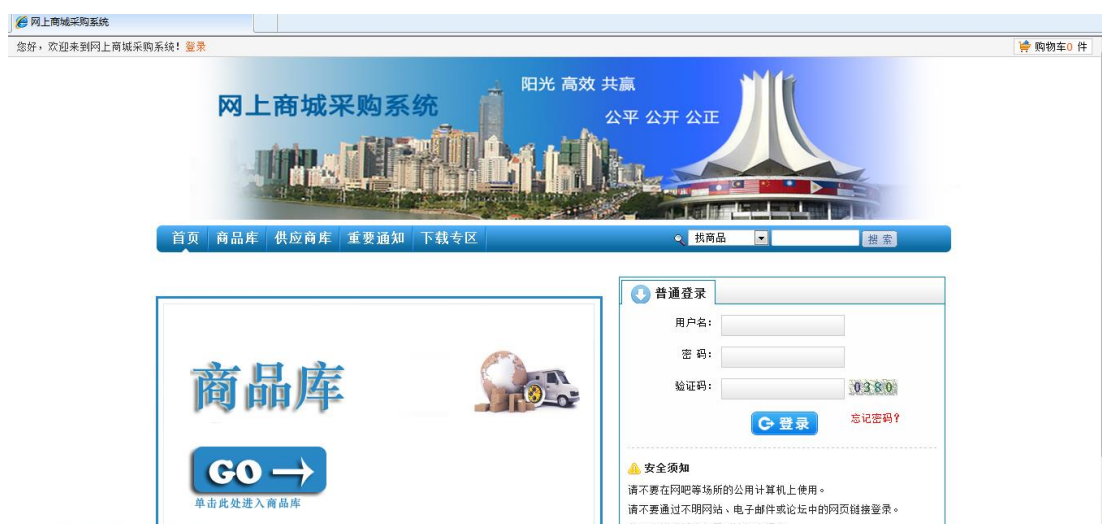 网上商城采购系统
您好，欢迎来到网上商城采购系统！登录
购物车0 件
网上商城采购系统
阳光 高效 共赢
公平 公开 公正
首页 商品库 供应商库 重要通知 下载专区
找商品
搜 索
普通登录
用户名：
密 码：
验证码：
0380
登录
忘记密码？
商品库
GO
单击此处进入商品库
安全须知
请不要在网吧等场所的公用计算机上使用。
请不要通过不明网站、电子邮件或论坛中的网页链接登录。